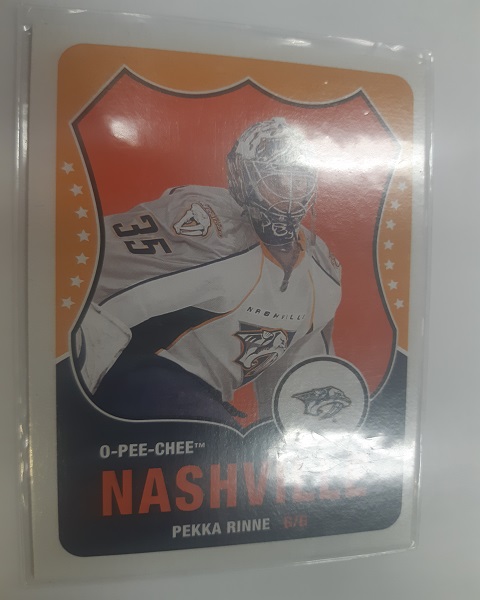 35
NASHVILLE
O-PEE-CHEE™
NASHVILLE
PEKKA RINNE G/G